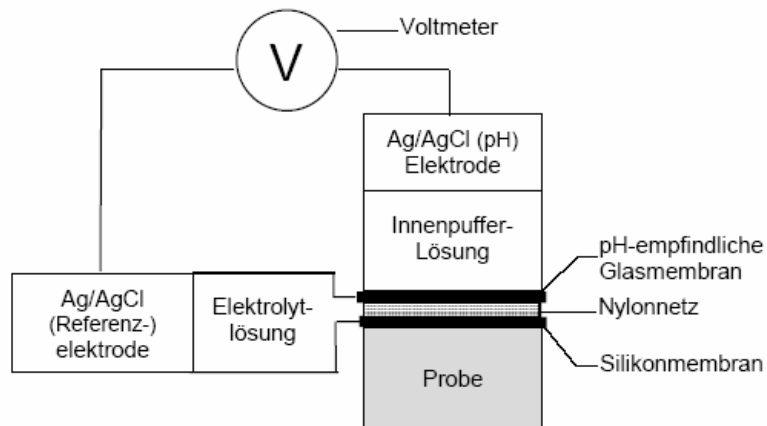 Voltmeter
V
Ag/AgCl (pH)
Elektrode
Innenpuffer-
Lösung
pH-empfindliche
Glasmembran
Ag/AgCl
(Referenz-)
elektrode
Elektrolyt-
lösung
Nylonnetz
Silikonmembran
Probe